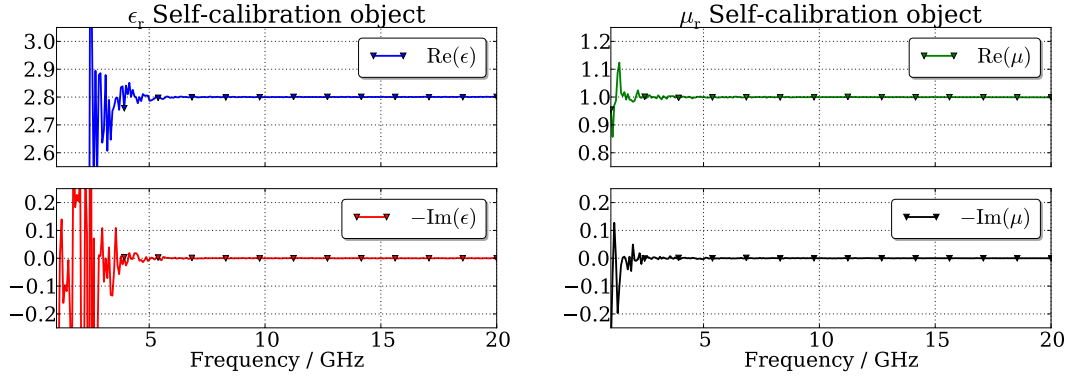 ϵr Self-calibration object
3.0
2.9
2.8
2.7
2.6
Re(ϵ)
0.2
0.1
0.0
−0.1
−0.2
−Im(ϵ)
5 10 15 20
Frequency / GHz
μr Self-calibration object
1.2
1.1
1.0
0.9
0.8
Re(μ)
0.2
0.1
0.0
−0.1
−0.2
−Im(μ)
5 10 15 20
Frequency / GHz